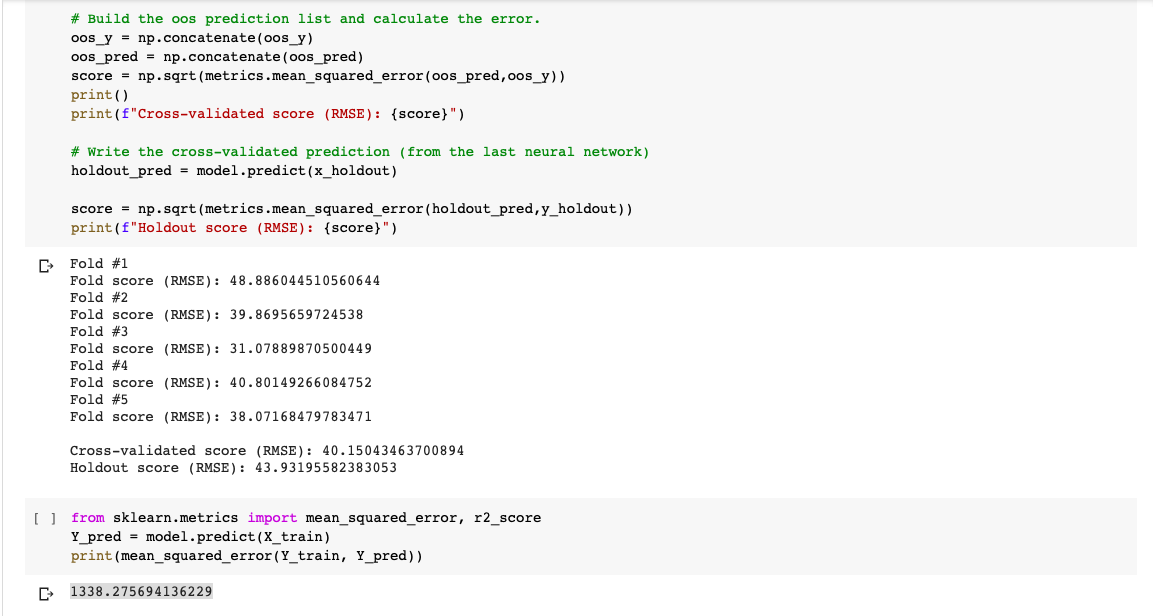 # Build the oos prediction list and calculate the error.
oos_y = np.concatenate(oos_y)
oos_pred = np.concatenate(oos_pred)
score = np.sqrt(metrics.mean_squared_error(oos_pred,oos_y))
print()
print(f"Cross-validated score (RMSE): {score}")
# Write the cross-validated prediction (from the last neural network)
holdout_pred = model.predict(x_holdout)
score = np.sqrt(metrics.mean_squared_error(holdout_pred,y_holdout))
print(f"Holdout score (RMSE): {score}")
Fold #1
Fold score (RMSE): 48.886044510560644
Fold #2
Fold score (RMSE): 39.8695659724538
Fold #3
Fold score (RMSE): 31.07889870500449
Fold #4
Fold score (RMSE): 40.80149266084752
Fold #5
Fold score (RMSE): 38.07168479783471
Cross-validated score (RMSE): 40.15043463700894
Holdout score (RMSE): 43.93195582383053
[ ] from sklearn.metrics import mean_squared_error, r2_score
Y_pred = model.predict(X_train)
print(mean_squared_error(Y_train, Y_pred))
1338.275694136229